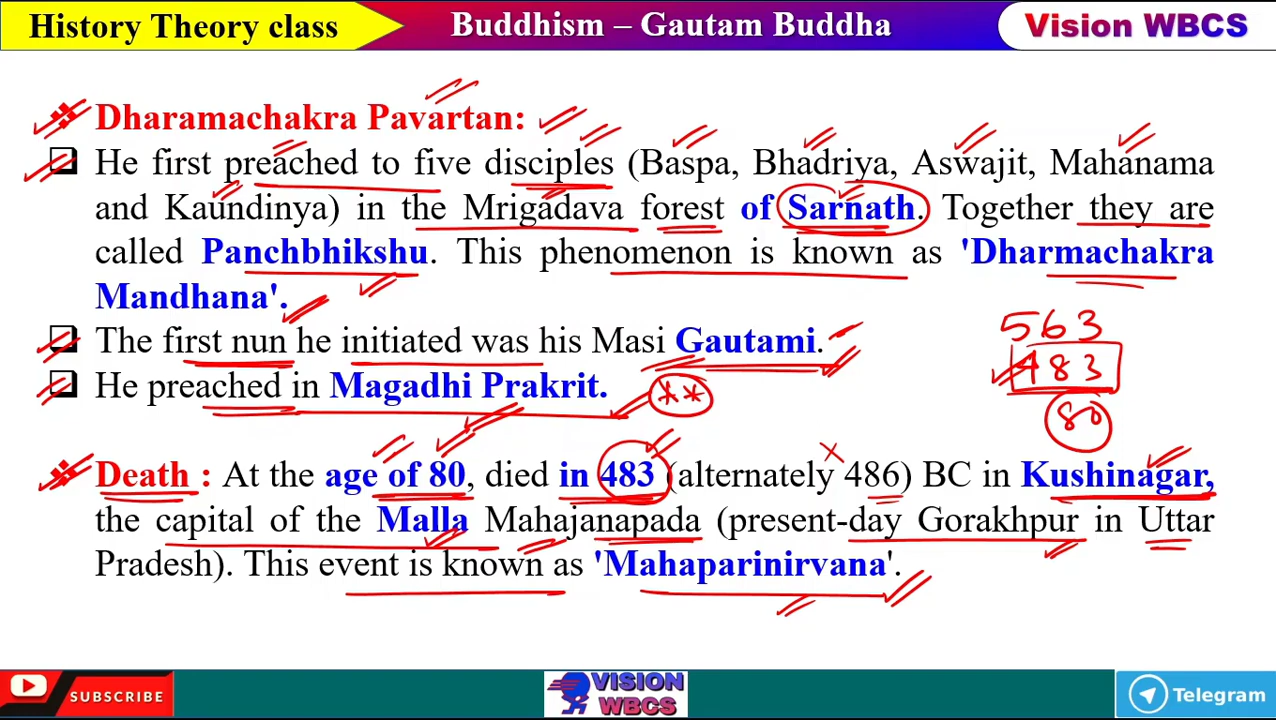 History Theory class
Buddhism – Gautam Buddha
Vision WBCS
Dharamachakra Pavartan:
He first preached to five disciples (Baspa, Bhadriya, Aswajit, Mahanama
and Kaundinya) in the Mrigadava forest of Sarnath. Together they are
called Panchbhikshu. This phenomenon is known as 'Dharmachakra
Mandhana'.
The first nun he initiated was his Masi Gautami.
He preached in Magadhi Prakrit.
**
563
483
80
Death : At the age of 80, died in 483 (alternately 486) BC in Kushinagar,
the capital of the Malla Mahajanapada (present-day Gorakhpur in Uttar
Pradesh). This event is known as 'Mahaparinirvana'.
SUBSCRIBE
VISION
WBCS
Telegram